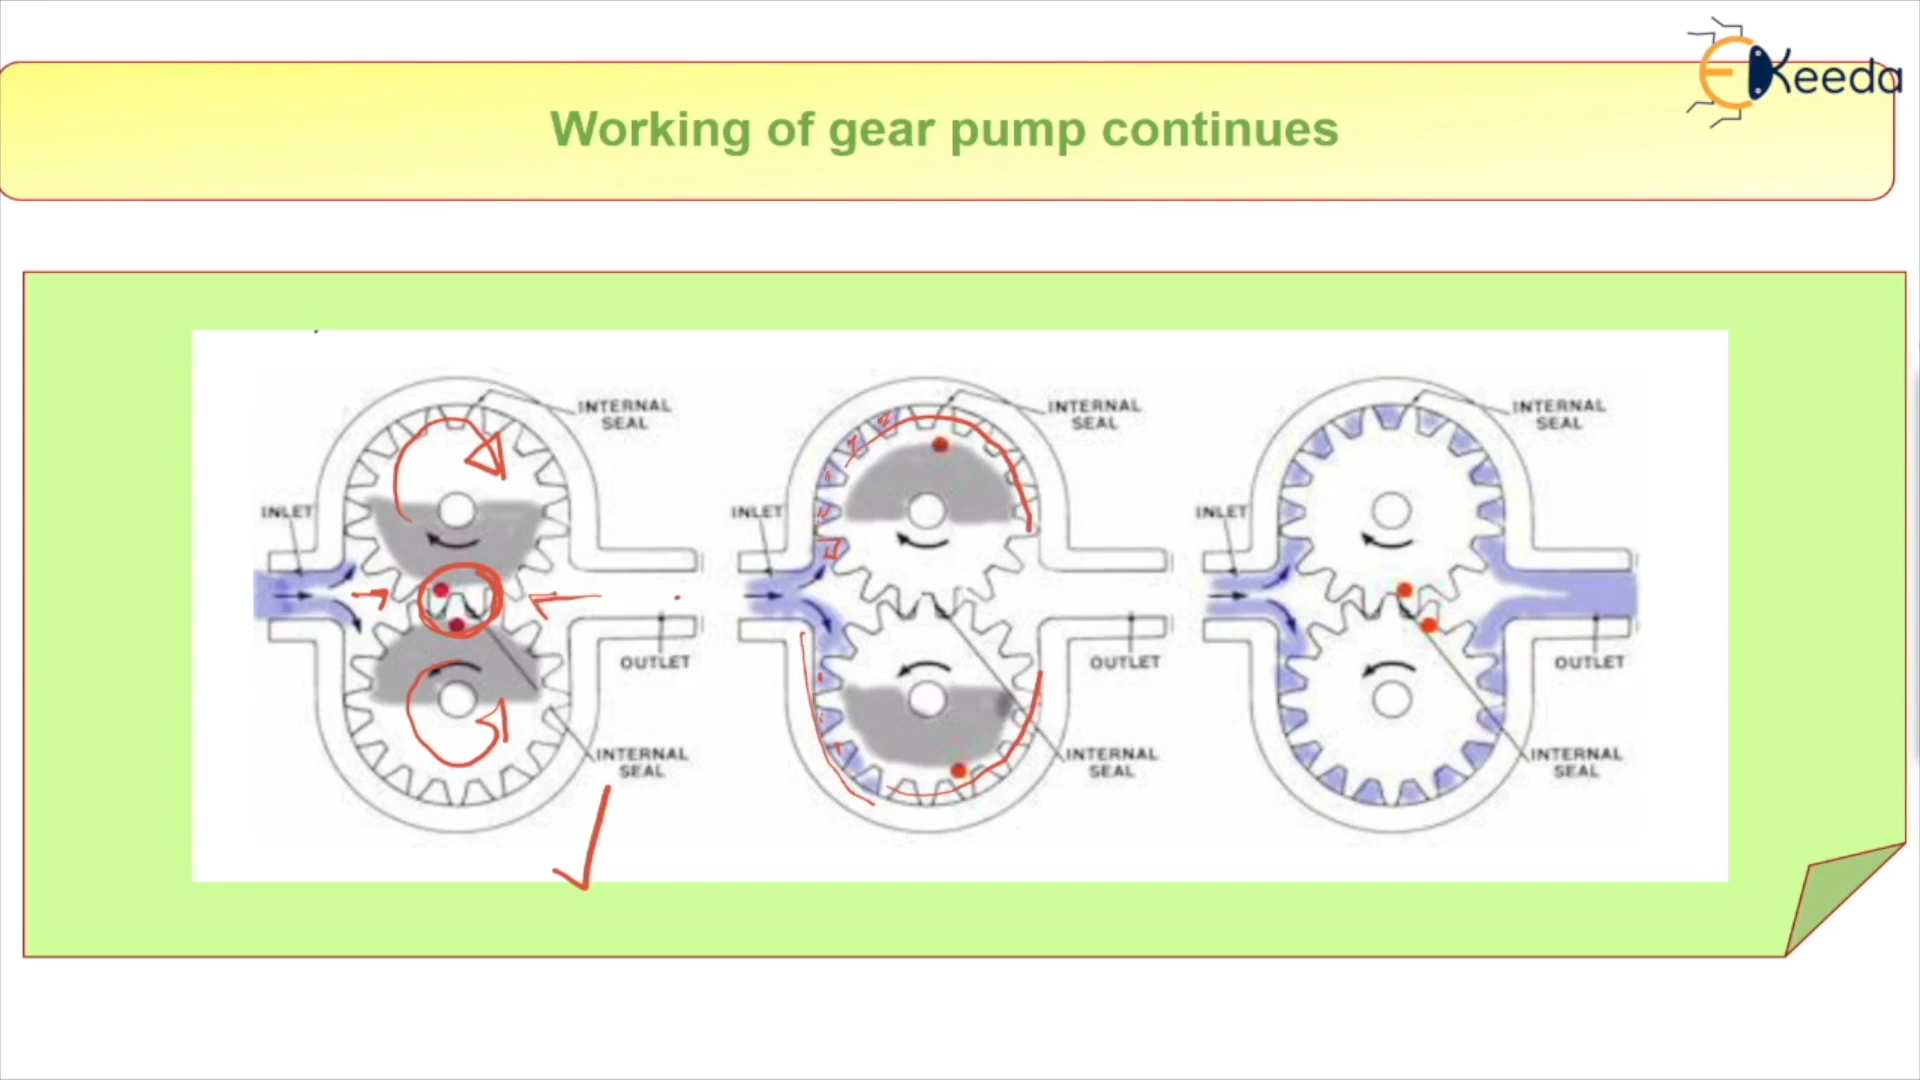 EKeeda
Working of gear pump continues
INTERNAL
SEAL
INLET
OUTLET
INTERNAL
SEAL
INTERNAL
SEAL
INLET
OUTLET
INTERNAL
SEAL
INTERNAL
SEAL
INLET
OUTLET
INTERNAL
SEAL